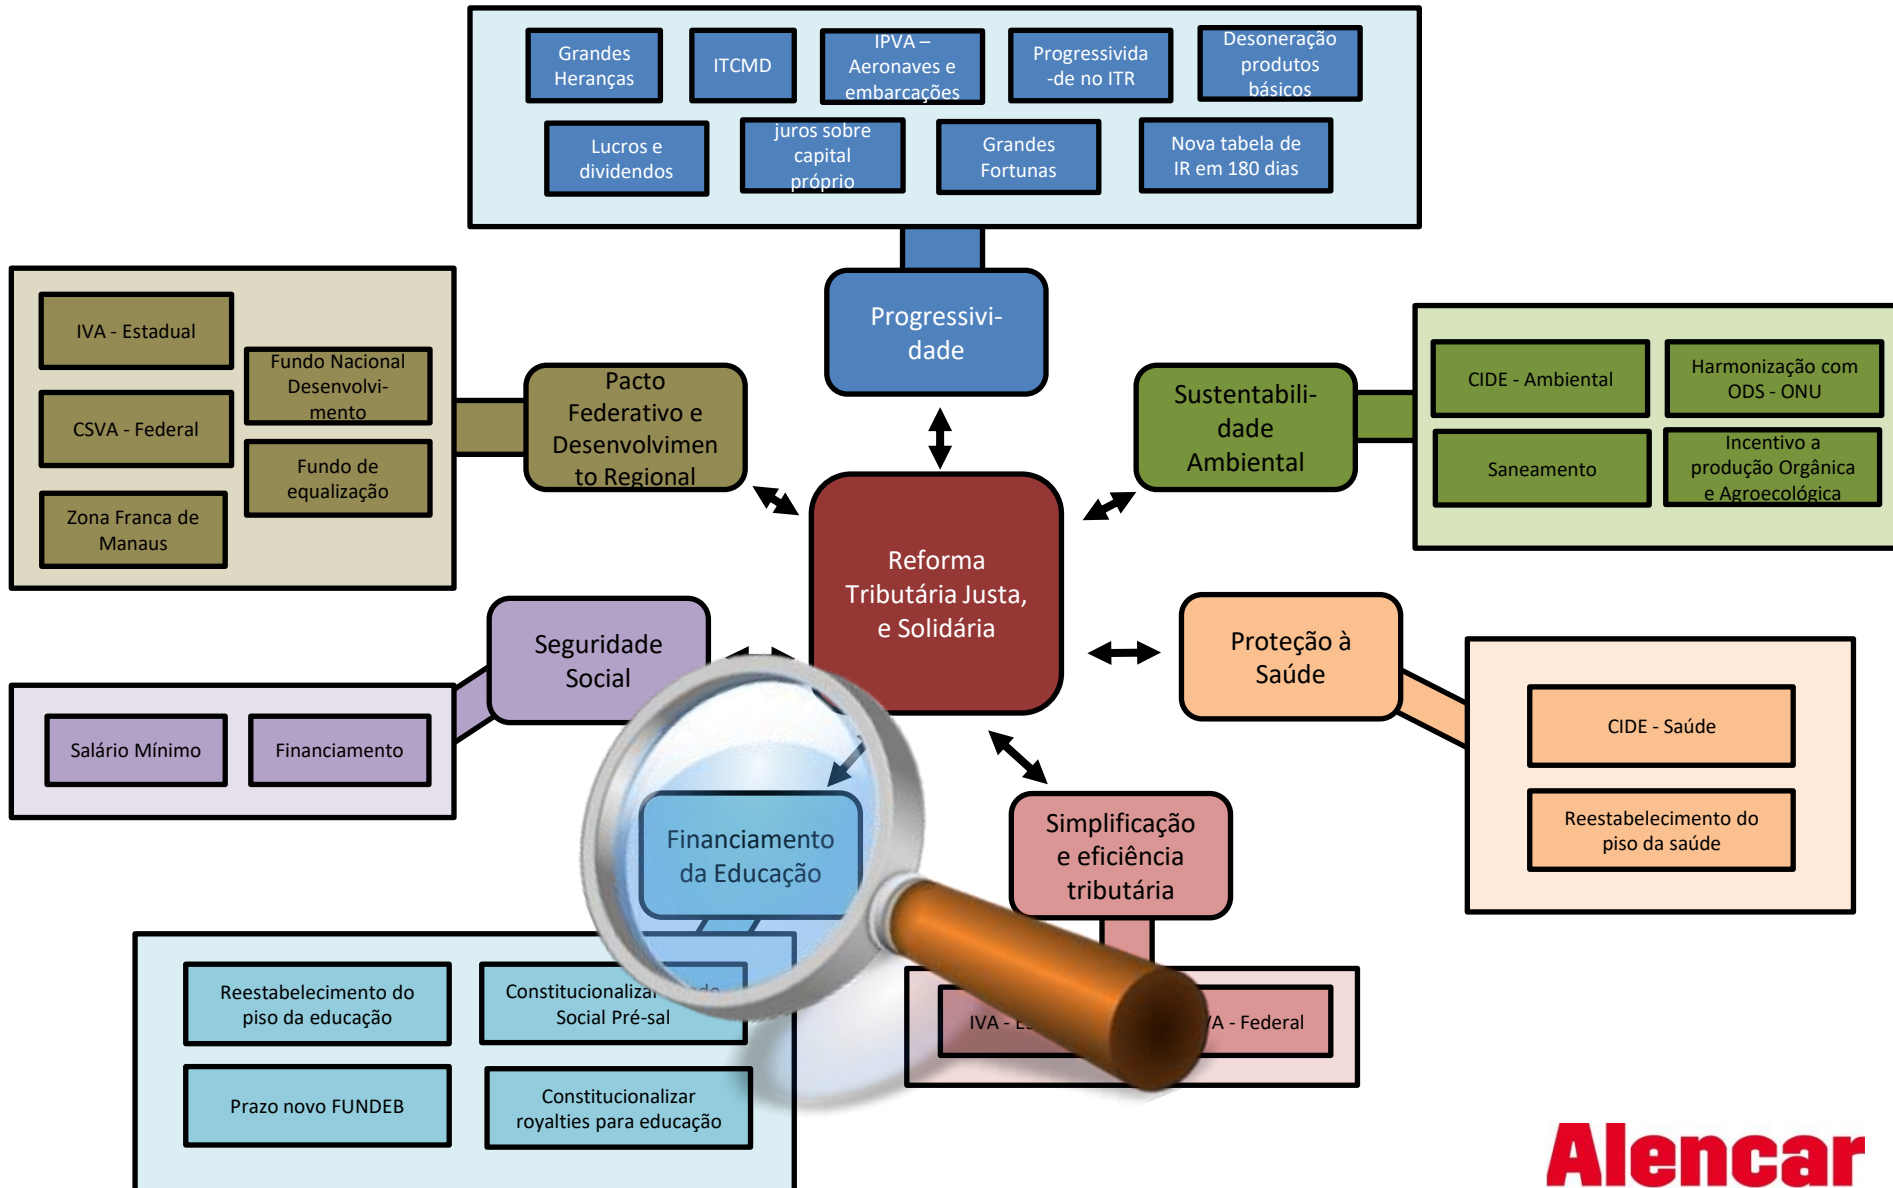 Grandes
Heranças
ITCMD
IPVA –
Aeronaves e
embarcações
Progressivida
-de no ITR
Desoneração
produtos
básicos
Lucros e
dividendos
juros sobre
capital
próprio
Grandes
Fortunas
Nova tabela de
IR em 180 dias
Progressivi-
dade
IVA - Estadual
Fundo Nacional
Desenvolvi-
mento
CSVA - Federal
Fundo de
equalização
Zona Franca de
Manaus
Pacto
Federativo e
Desenvolvimen
to Regional
Sustentabili-
dade
Ambiental
CIDE - Ambiental
Harmonização com
ODS - ONU
Saneamento
Incentivo a
produção Orgânica
e Agroecológica
Reforma
Tributária Justa,
e Solidária
Seguridade
Social
Salário Mínimo
Financiamento
Proteção à
Saúde
CIDE - Saúde
Reestabelecimento do
piso da saúde
Financiamento
da Educação
Simplificação
e eficiência
tributária
Reestabelecimento do
piso da educação
Constitucionalizar
Social Pré-sal
Prazo novo FUNDEB
Constitucionalizar
royalties para educação
IVA -
- Federal
Alencar